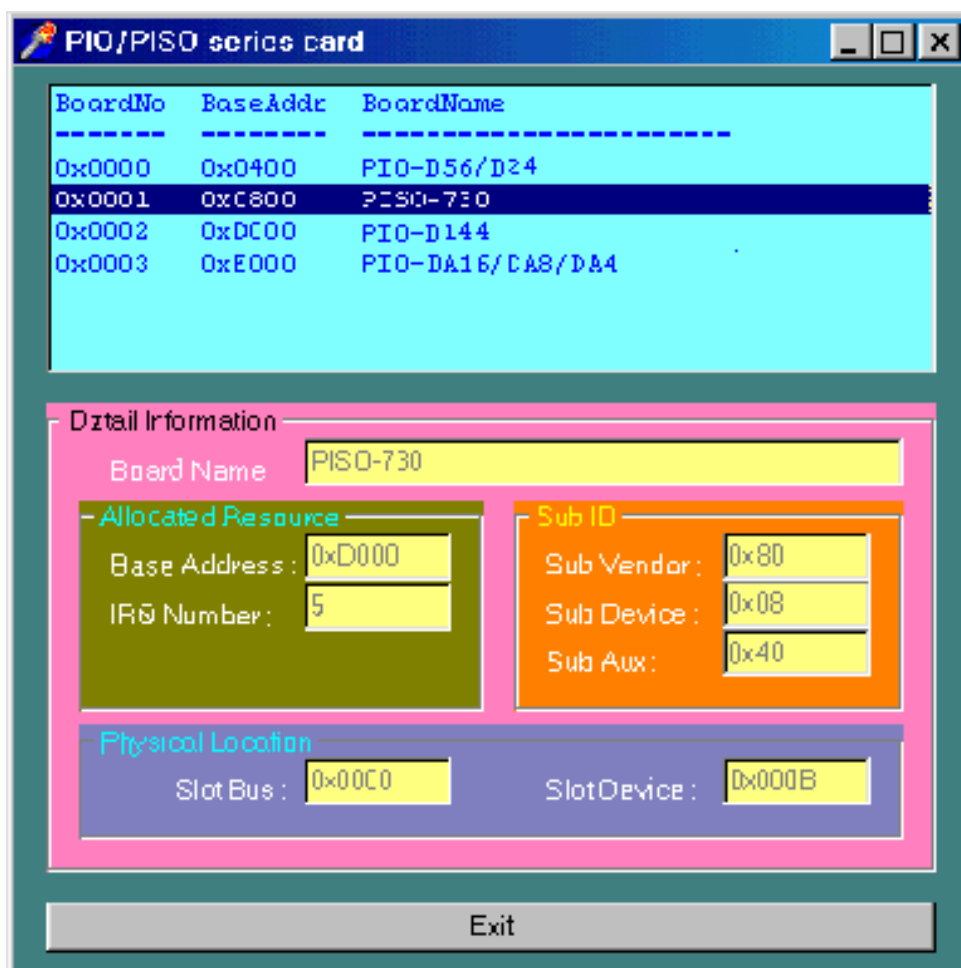 PIO/PISO series card
BoardNo BaseAddr BoardName
------- -------- -----------------------
0x0000 0x0400 PIO-D56/D24
0x0001 0xC800 PISO-730
0x0002 0xDC00 PIO-D144
0x0003 0xE000 PIO-DA16/DA8/DA4
Detail Information
Board Name PISO-730
Allocated Resource
Base Address: 0xD000
IRQ Number: 5
Sub ID
Sub Vendor: 0x80
Sub Device: 0x08
Sub Aux: 0x40
Physical Location
Slot Bus: 0x00C0
Slot Device: 0x000B
Exit